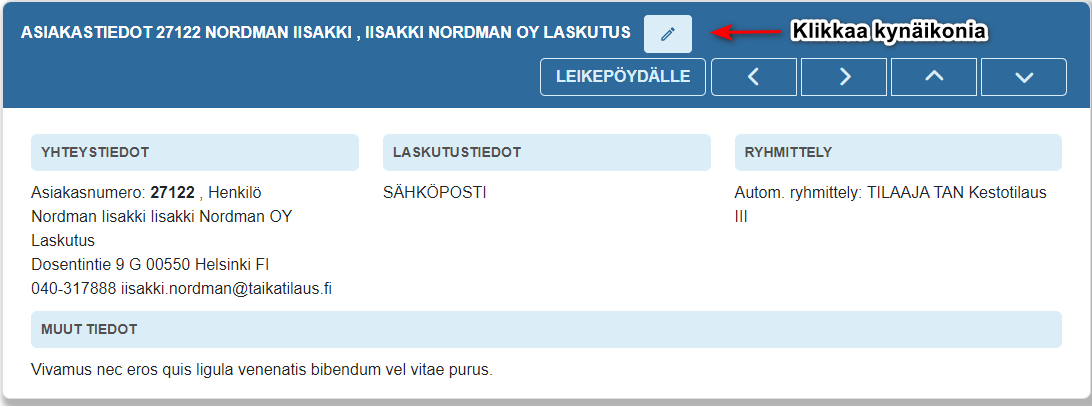 ASIAKASTIEDOT 27122 NORDMAN IISAKKI , IISAKKI NORDMAN OY LASKUTUS
Klikkaa kynäikonia
LEIKEPÖYDÄLLE
YHTEYSTIEDOT
Asiakasnumero: 27122 , Henkilö
Nordman Iisakki Iisakki Nordman OY
Laskutus
Dosentintie 9 G 00550 Helsinki FI
040-317888 iisakki.nordman@taikatilaus.fi
LASKUTUSTIEDOT
SÄHKÖPOSTI
RYHMITTELY
Autom. ryhmittely: TILAAJA TAN Kestotilaus
III
MUUT TIEDOT
Vivamus nec eros quis ligula venenatis bibendum vel vitae purus.